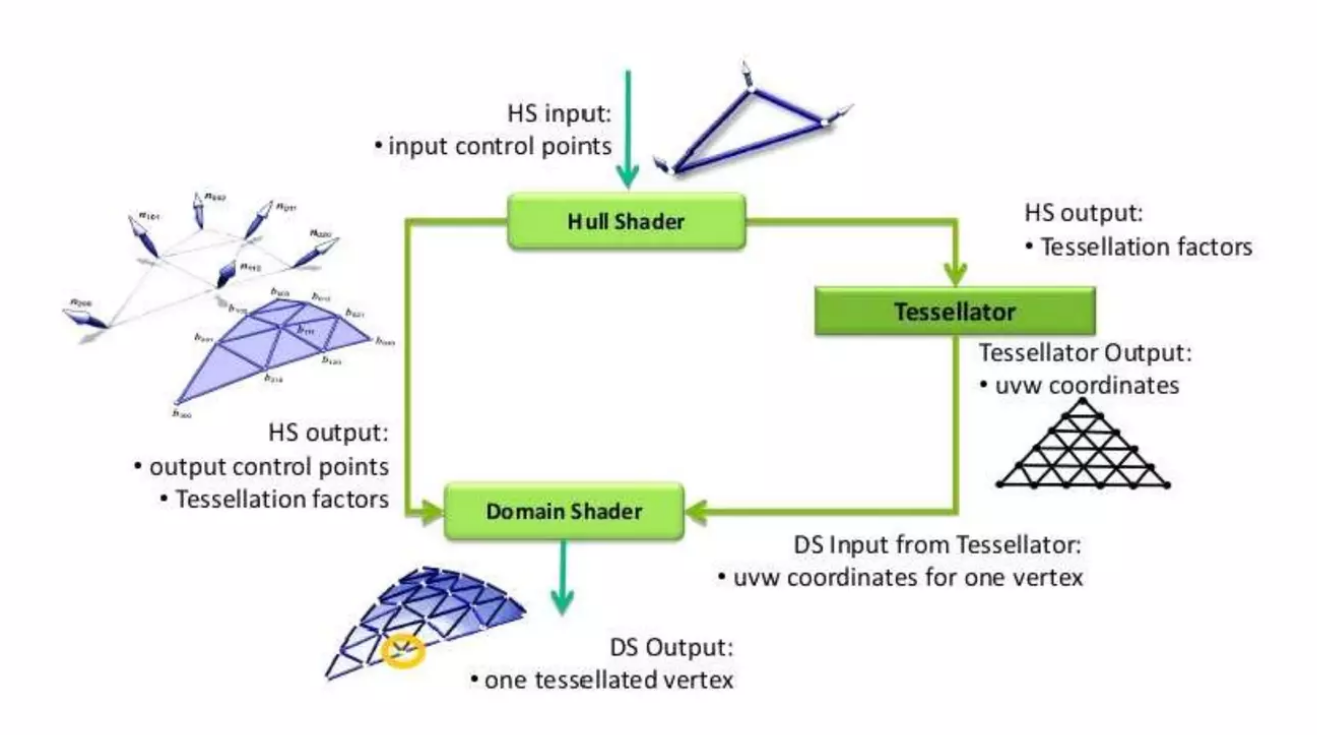 HS input:
• input control points
Hull Shader
HS output:
• Tessellation factors
Tessellator
Tessellator Output:
• uvw coordinates
HS output:
• output control points
• Tessellation factors
Domain Shader
DS Input from Tessellator:
• uvw coordinates for one vertex
DS Output:
• one tessellated vertex